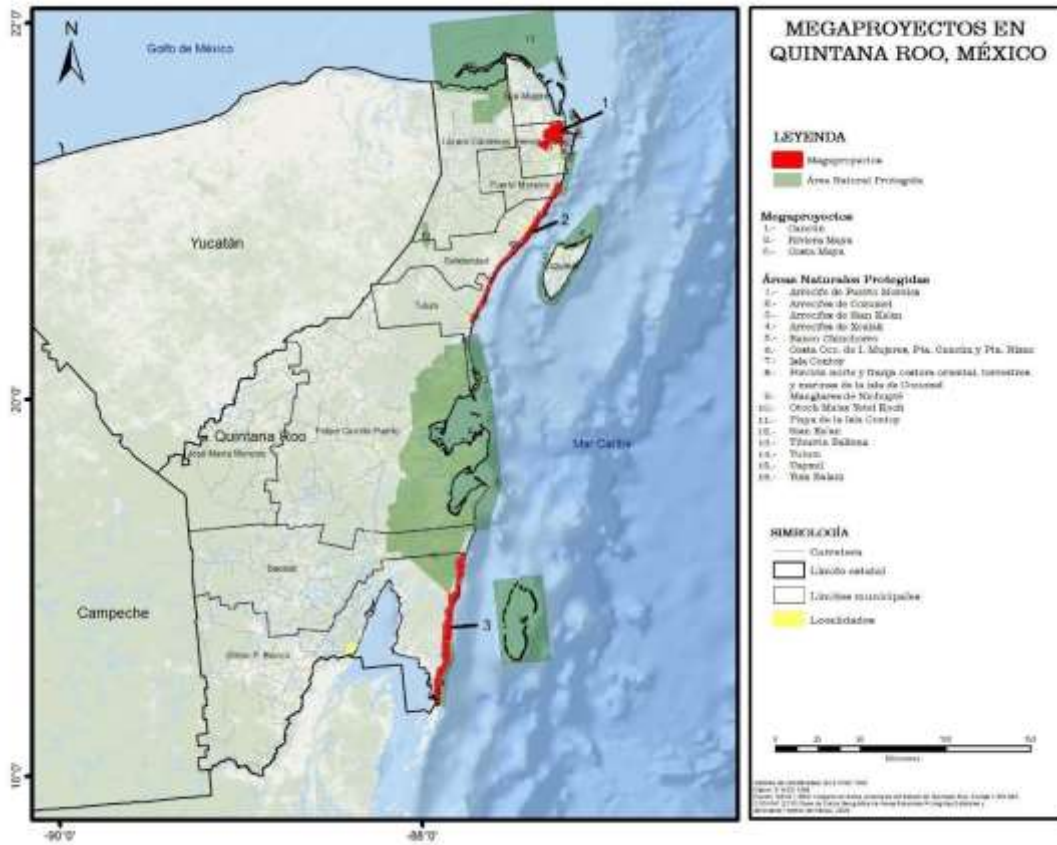 22°0'
N
Golfo de México
Isla Mujeres
1
Puerto Morelos
2
Yucatán
Solidaridad
Cozumel
Tulum
20°0'
Quintana Roo
Felipe Carrillo Puerto
José María Morelos
Mar Caribe
Bacalar
Campeche
3
18°0'
-90°0'
-88°0'
MEGAPROYECTOS EN
QUINTANA ROO, MÉXICO
LEYENDA
Megaproyectos
Área Natural Protegida
Megaproyectos
1.- Cancún
2.- Riviera Maya
3.- Costa Maya
Áreas Naturales Protegidas
1.- Arrecife de Puerto Morelos
2.- Arrecifes de Cozumel
3.- Arrecifes de Sian Ka'an
4.- Arrecifes de Xcalak
5.- Banco Chinchorro
6.- Costa Occ. de I. Mujeres, Pta. Cancún y Pta. Nizuc
7.- Isla Contoy
8.- Porción norte y franja costera oriental, terrestres
y marinas de la isla de Cozumel
9.- Manglares de Nichupté
10.- Otoch Ma'ax Yetel Kooh
11.- Playa de la Isla Contoy
12.- Sian Ka'an
13.- Tiburón Ballena
14.- Tulum
15.- Uaymil
16.- Yum Balam
SIMBOLOGÍA
Carretera
Límite estatal
Límites municipales
Localidades
0 25 50 100 150
Kilómetros